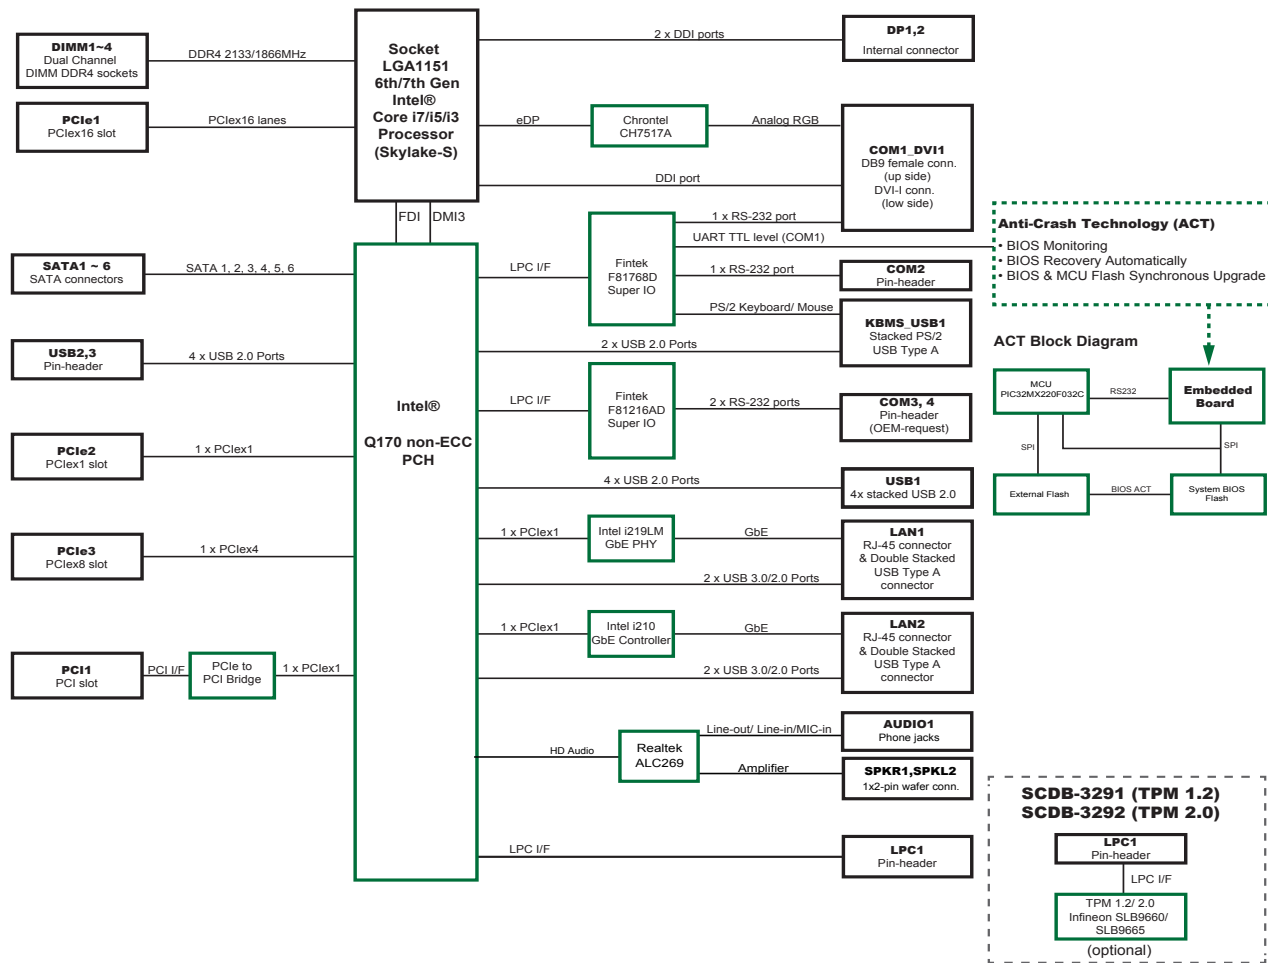 DIMM1~4
Dual Channel
DIMM DDR4 sockets
DDR4 2133/1866MHz
PCIe1
PCIex16 slot
PCIex16 lanes
Socket
LGA1151
6th/7th Gen
Intel®
Core i7/i5/i3
Processor
(Skylake-S)
2 x DDI ports
DP1,2
Internal connector
eDP
Chrontel
CH7517A
Analog RGB
DDI port
COM1_DVI1
DB9 female conn.
(up side)
DVI-I conn.
(low side)
FDI
DMI3
1 x RS-232 port
UART TTL level (COM1)
Anti-Crash Technology (ACT)
• BIOS Monitoring
• BIOS Recovery Automatically
• BIOS & MCU Flash Synchronous Upgrade
SATA1 ~ 6
SATA connectors
SATA 1, 2, 3, 4, 5, 6
LPC I/F
Fintek
F81768D
Super IO
1 x RS-232 port
COM2
Pin-header
PS/2 Keyboard/ Mouse
KBMS_USB1
Stacked PS/2
USB Type A
2 x USB 2.0 Ports
USB2,3
Pin-header
4 x USB 2.0 Ports
ACT Block Diagram
MCU
PIC32MX220F032C
RS232
Embedded
Board
SPI
SPI
External Flash
BIOS ACT
System BIOS
Flash
Intel®
Q170 non-ECC
PCH
LPC I/F
Fintek
F81216AD
Super IO
2 x RS-232 ports
COM3, 4
Pin-header
(OEM-request)
PCIe2
PCIex1 slot
1 x PCIex1
4 x USB 2.0 Ports
USB1
4x stacked USB 2.0
PCIe3
PCIex8 slot
1 x PCIex4
1 x PCIex1
Intel i219LM
GbE PHY
GbE
LAN1
RJ-45 connector
& Double Stacked
USB Type A
connector
2 x USB 3.0/2.0 Ports
1 x PCIex1
Intel i210
GbE Controller
GbE
LAN2
RJ-45 connector
& Double Stacked
USB Type A
connector
2 x USB 3.0/2.0 Ports
PCI1
PCI slot
PCI I/F
PCIe to
PCI Bridge
1 x PCIex1
HD Audio
Realtek
ALC269
Line-out/ Line-in/MIC-in
AUDIO1
Phone jacks
Amplifier
SPKR1,SPKL2
1x2-pin wafer conn.
LPC I/F
LPC1
Pin-header
SCDB-3291 (TPM 1.2)
SCDB-3292 (TPM 2.0)
LPC1
Pin-header
LPC I/F
TPM 1.2/ 2.0
Infineon SLB9660/
SLB9665
(optional)